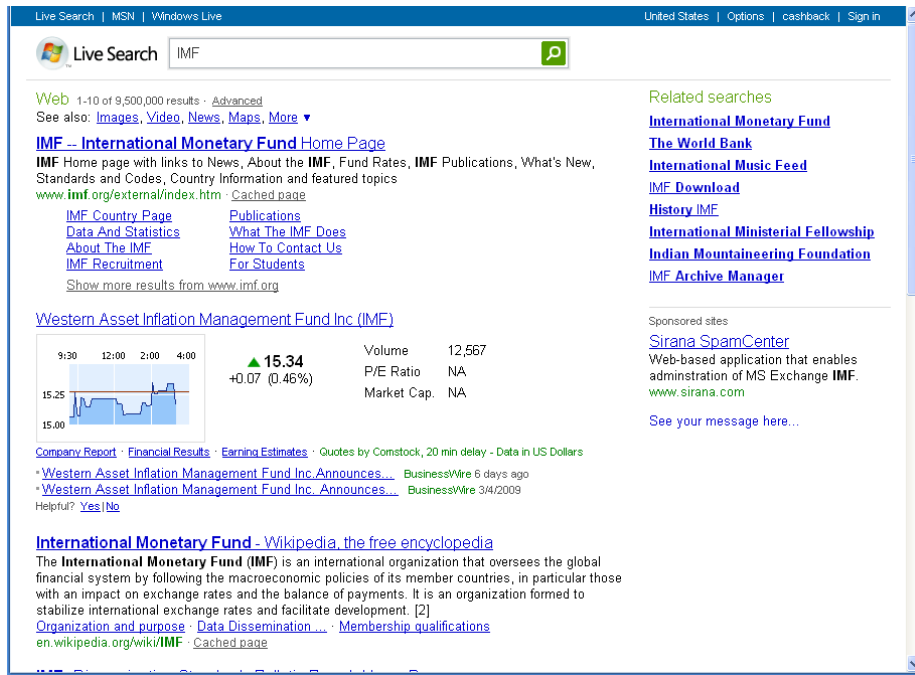 Live Search | MSN | Windows Live
United States | Options | cashback | Sign in
Live Search
IMF
Web 1-10 of 9,500,000 results · Advanced
See also: Images, Video, News, Maps, More ▾
IMF -- International Monetary Fund Home Page
IMF Home page with links to News, About the IMF, Fund Rates, IMF Publications, What's New,
Standards and Codes, Country Information and featured topics
www.imf.org/external/index.htm · Cached page
IMF Country Page
Publications
Data And Statistics
What The IMF Does
About The IMF
How To Contact Us
IMF Recruitment
For Students
Show more results from www.imf.org
Western Asset Inflation Management Fund Inc (IMF)
9:30 12:00 2:00 4:00
15.25
15.00
▲ 15.34
+0.07 (0.46%)
Volume 12,567
P/E Ratio NA
Market Cap. NA
Company Report · Financial Results · Earning Estimates · Quotes by Comstock, 20 min delay - Data in US Dollars
Western Asset Inflation Management Fund Inc.Announces... BusinessWire 6 days ago
Western Asset Inflation Management Fund Inc. Announces... BusinessWire 3/4/2009
Helpful? Yes|No
International Monetary Fund - Wikipedia, the free encyclopedia
The International Monetary Fund (IMF) is an international organization that oversees the global
financial system by following the macroeconomic policies of its member countries, in particular those
with an impact on exchange rates and the balance of payments. It is an organization formed to
stabilize international exchange rates and facilitate development. [2]
Organization and purpose · Data Dissemination ... · Membership qualifications
en.wikipedia.org/wiki/IMF · Cached page
Related searches
International Monetary Fund
The World Bank
International Music Feed
IMF Download
History IMF
International Ministerial Fellowship
Indian Mountaineering Foundation
IMF Archive Manager
Sponsored sites
Sirana SpamCenter
Web-based application that enables
adminstration of MS Exchange IMF.
www.sirana.com
See your message here...